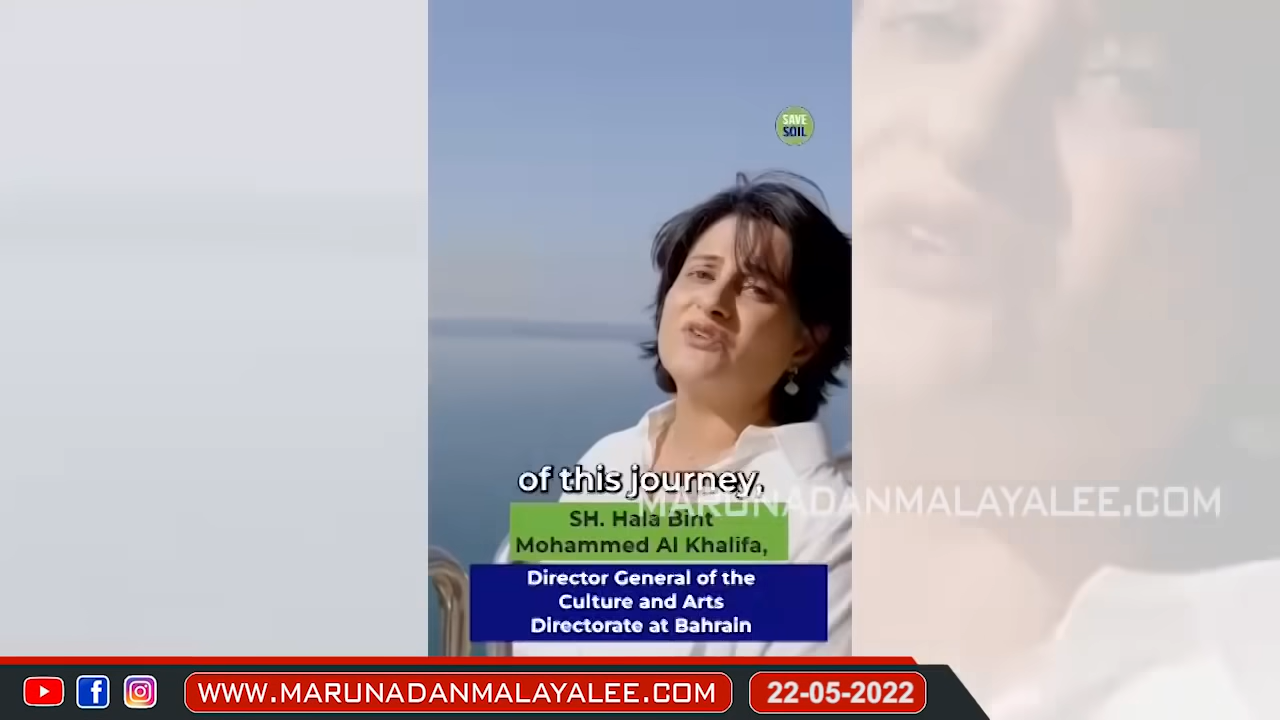 SAVE
SOIL
of this journey,
MARUNADANMALAYALEE.COM
SH. Hala Bint
Mohammed Al Khalifa,
Director General of the
Culture and Arts
Directorate at Bahrain
WWW.MARUNADANMALAYALEE.COM
22-05-2022